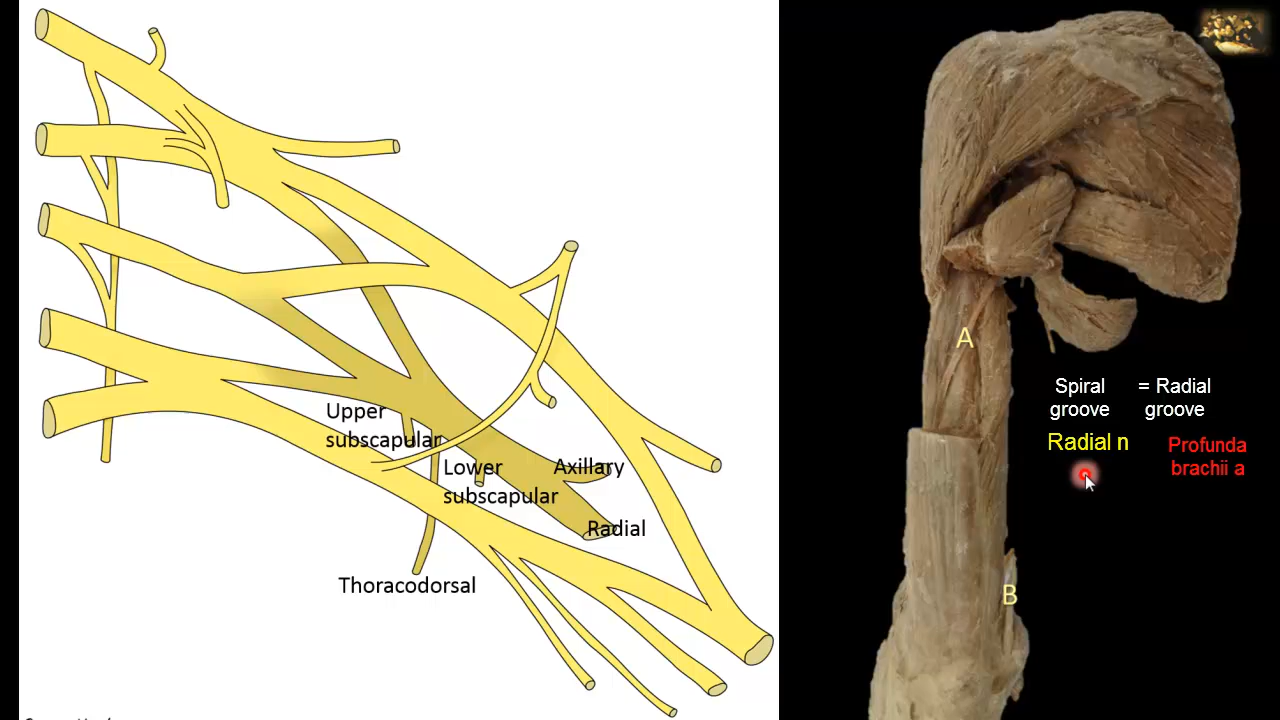 Upper
subscapular
Lower
subscapular
Axillary
Radial
Thoracodorsal
A
Spiral = Radial
groove groove
Radial n
Profunda
brachii a
B